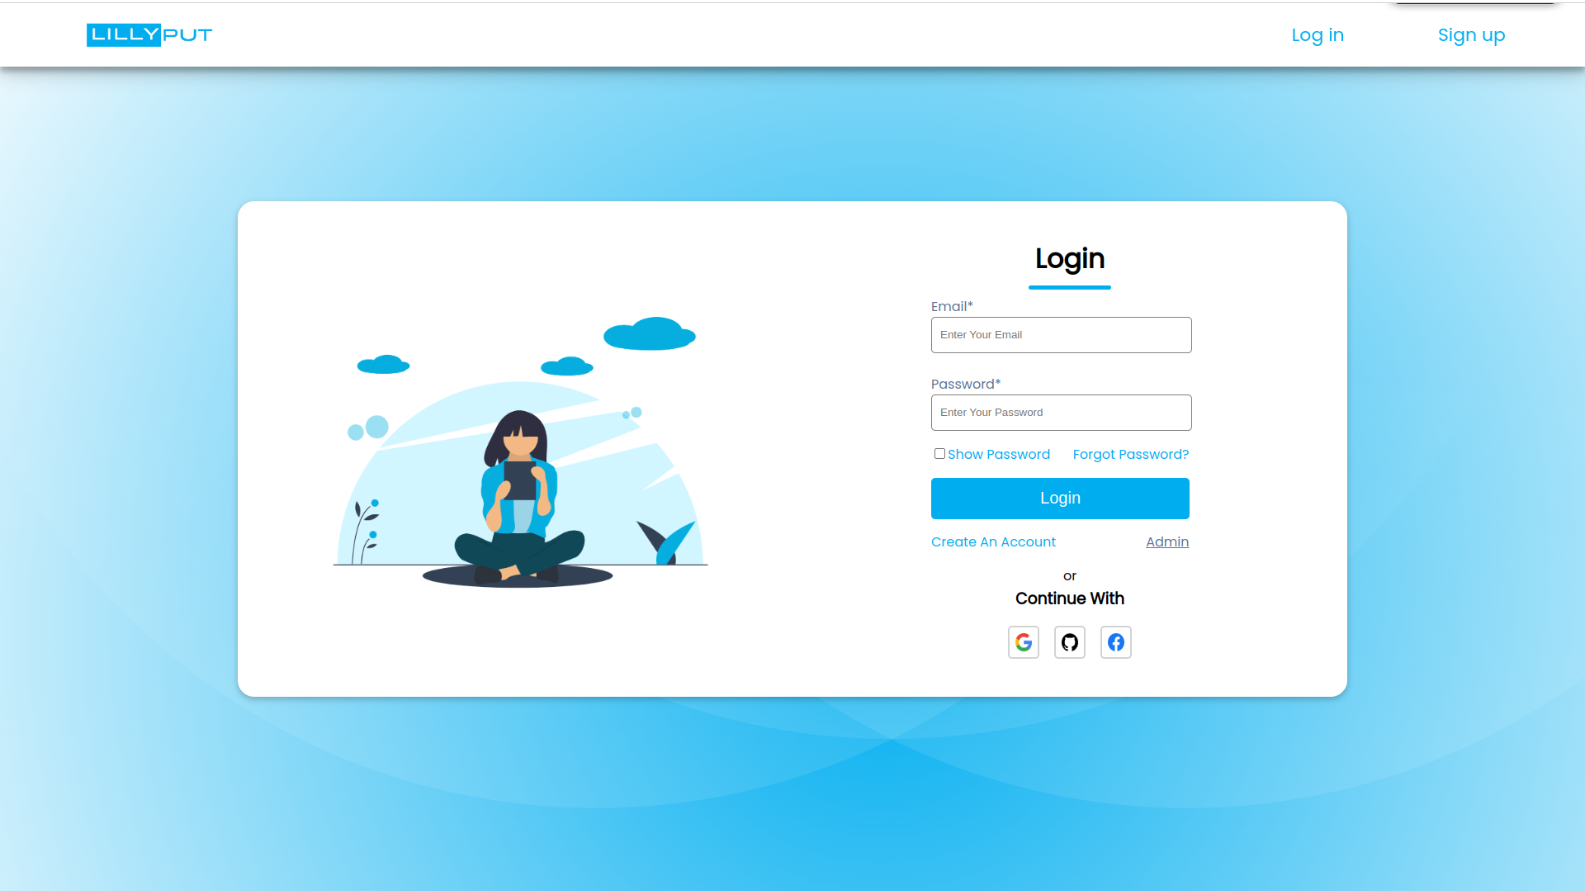 LILLYPUT
Log in
Sign up
Login
Email*
Enter Your Email
Password*
Enter Your Password
Show Password
Forgot Password?
Login
Create An Account
Admin
or
Continue With